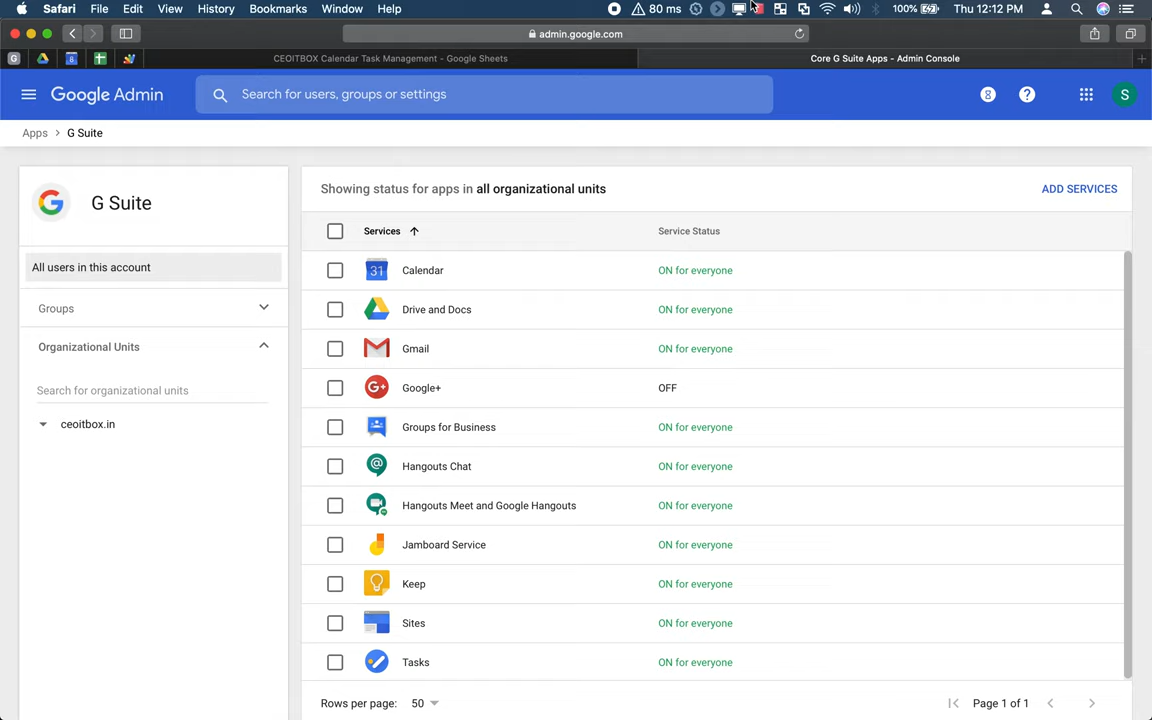 Safari File Edit View History Bookmarks Window Help 80 ms 100% Thu 12:12 PM
admin.google.com
CEOITBOX Calendar Task Management - Google Sheets
Core G Suite Apps - Admin Console
Google Admin
Search for users, groups or settings
S
Apps > G Suite
G Suite
All users in this account
Groups
Organizational Units
Search for organizational units
ceoitbox.in
Showing status for apps in all organizational units
ADD SERVICES
Services Service Status
31 Calendar ON for everyone
Drive and Docs ON for everyone
Gmail ON for everyone
G+ Google+ OFF
Groups for Business ON for everyone
Hangouts Chat ON for everyone
Hangouts Meet and Google Hangouts ON for everyone
Jamboard Service ON for everyone
Keep ON for everyone
Sites ON for everyone
Tasks ON for everyone
Rows per page: 50
Page 1 of 1